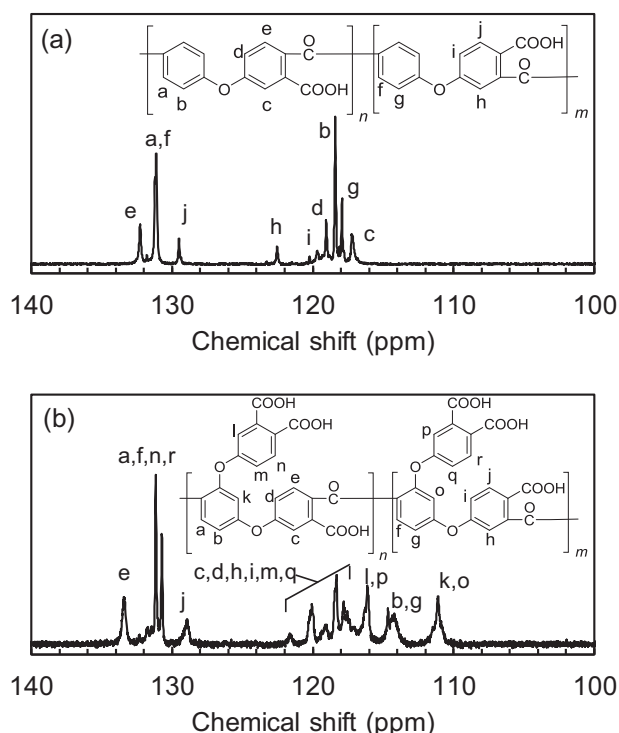 (a)
e
j
O
C
COOH
d
i
C
O
O
COOH
O
a
b
c
n
f
g
h
m
a,f
b
e
j
h
i
d
g
c
140
130
120
110
100
Chemical shift (ppm)
(b)
COOH
COOH
l
COOH
p
COOH
a,f,n,r
m
n
q
r
O
e
O
O
j
k
d
C
o
i
COOH
C
O
COOH
O
O
a
b
c
n
f
g
h
m
e
j
c,d,h,i,m,q
l,p
b,g
k,o
140
130
120
110
100
Chemical shift (ppm)